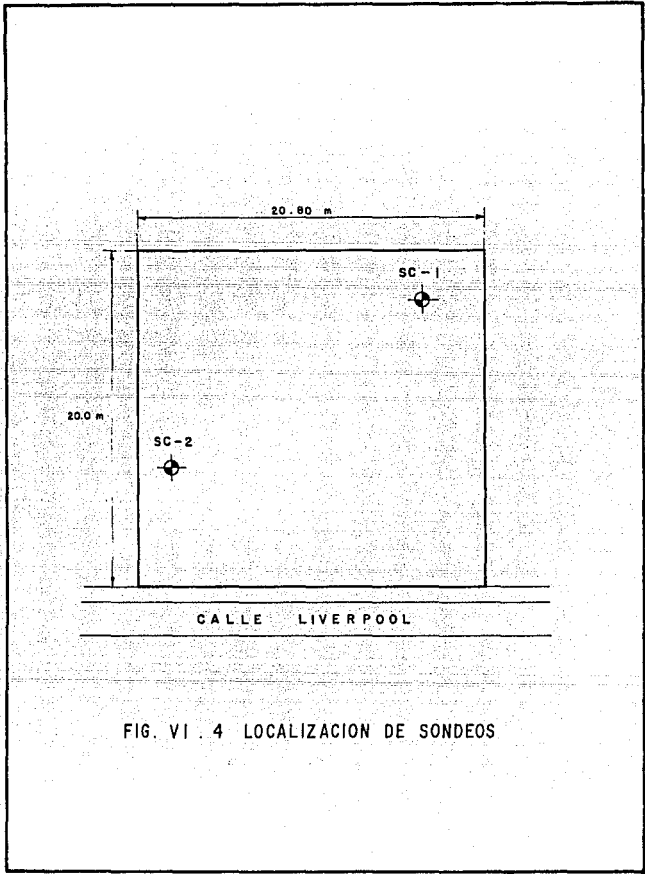 20.80 m
SC-1
20.0 m
SC-2
CALLE LIVERPOOL
FIG. VI . 4 LOCALIZACION DE SONDEOS